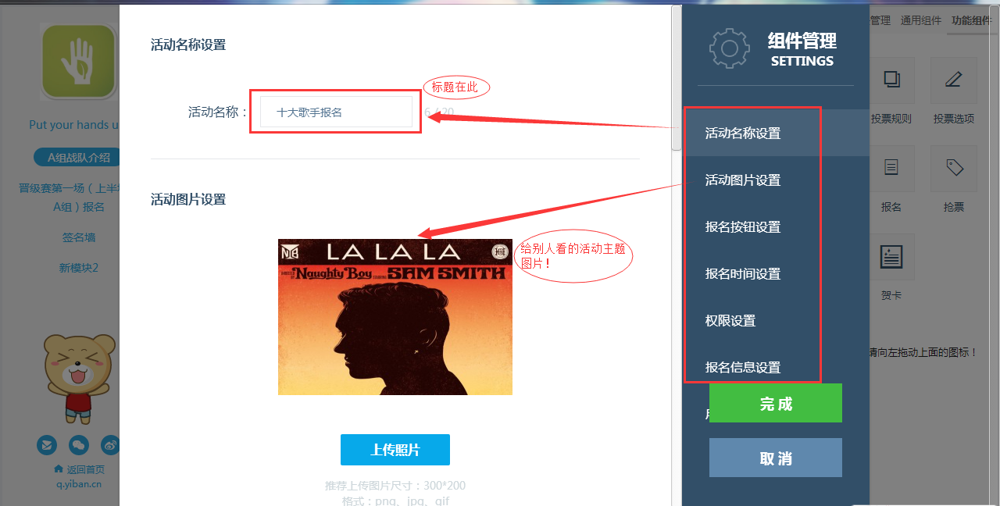 Put your hands u
A组战队介绍
晋级赛第一场（上半
A组）报名
签名墙
新模块2
返回首页
q.yiban.cn
活动名称设置
活动名称：
十大歌手报名
6 / 20
标题在此
活动图片设置
LA LA LA
Naughty Boy STARRING SAM SMITH
给别人看的活动主题
图片！
上传照片
推荐上传图片尺寸：300*200
格式：png、jpg、gif
组件管理
SETTINGS
活动名称设置
活动图片设置
报名按钮设置
报名时间设置
权限设置
报名信息设置
完 成
取 消
管理
通用组件
功能组件
投票规则
投票选项
报名
抢票
贺卡
请向左拖动上面的图标！